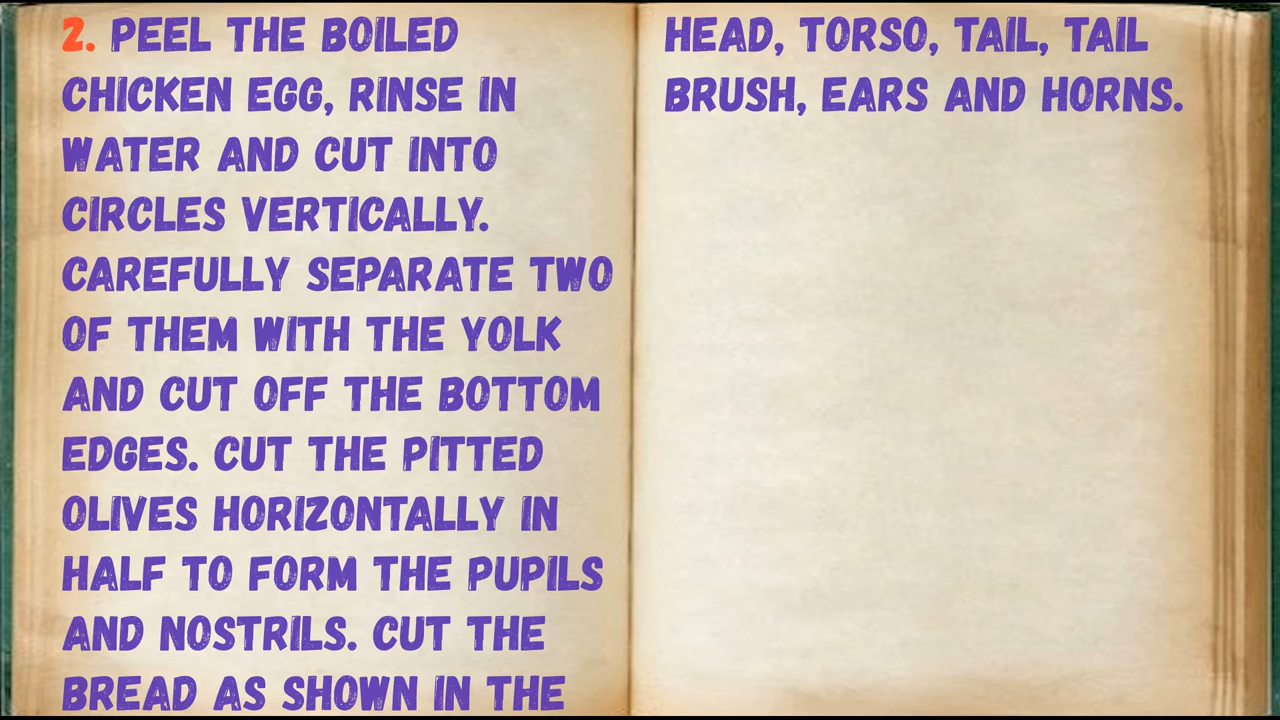 2. PEEL THE BOILED
CHICKEN EGG, RINSE IN
WATER AND CUT INTO
CIRCLES VERTICALLY.
CAREFULLY SEPARATE TWO
OF THEM WITH THE YOLK
AND CUT OFF THE BOTTOM
EDGES. CUT THE PITTED
OLIVES HORIZONTALLY IN
HALF TO FORM THE PUPILS
AND NOSTRILS. CUT THE
BREAD AS SHOWN IN THE
HEAD, TORSO, TAIL, TAIL
BRUSH, EARS AND HORNS.